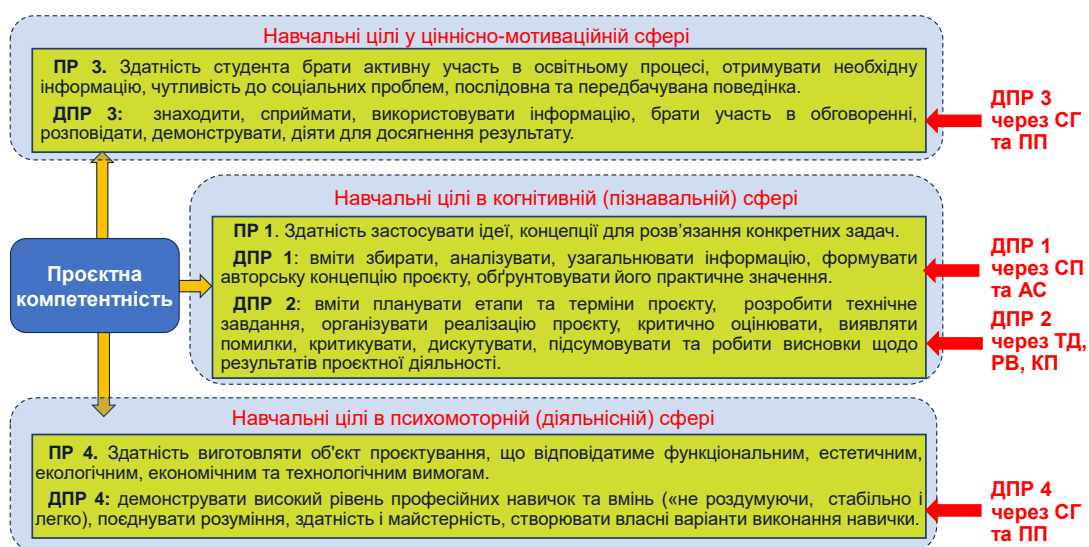 Навчальні цілі у ціннісно-мотиваційній сфері
ПР 3. Здатність студента брати активну участь в освітньому процесі, отримувати необхідну
інформацію, чутливість до соціальних проблем, послідовна та передбачувана поведінка.
ДПР 3: знаходити, сприймати, використовувати інформацію, брати участь в обговоренні,
розповідати, демонструвати, діяти для досягнення результату.
ДПР 3
через СГ
та ПП
Навчальні цілі в когнітивній (пізнавальній) сфері
ПР 1. Здатність застосувати ідеї, концепції для розв’язання конкретних задач.
ДПР 1: вміти збирати, аналізувати, узагальнювати інформацію, формувати
авторську концепцію проєкту, обґрунтовувати його практичне значення.
ДПР 2: вміти планувати етапи та терміни проєкту, розробити технічне
завдання, організувати реалізацію проєкту, критично оцінювати, виявляти
помилки, критикувати, дискутувати, підсумовувати та робити висновки щодо
результатів проєктної діяльності.
ДПР 1
через СП
та АС
ДПР 2
через ТД,
РВ, КП
Проєктна
компетентність
Навчальні цілі в психомоторній (діяльнісній) сфері
ПР 4. Здатність виготовляти об'єкт проєктування, що відповідатиме функціональним, естетичним,
екологічним, економічним та технологічним вимогам.
ДПР 4: демонструвати високий рівень професійних навичок та вмінь («не роздумуючи, стабільно і
легко), поєднувати розуміння, здатність і майстерність, створювати власні варіанти виконання навички.
ДПР 4
через СГ
та ПП